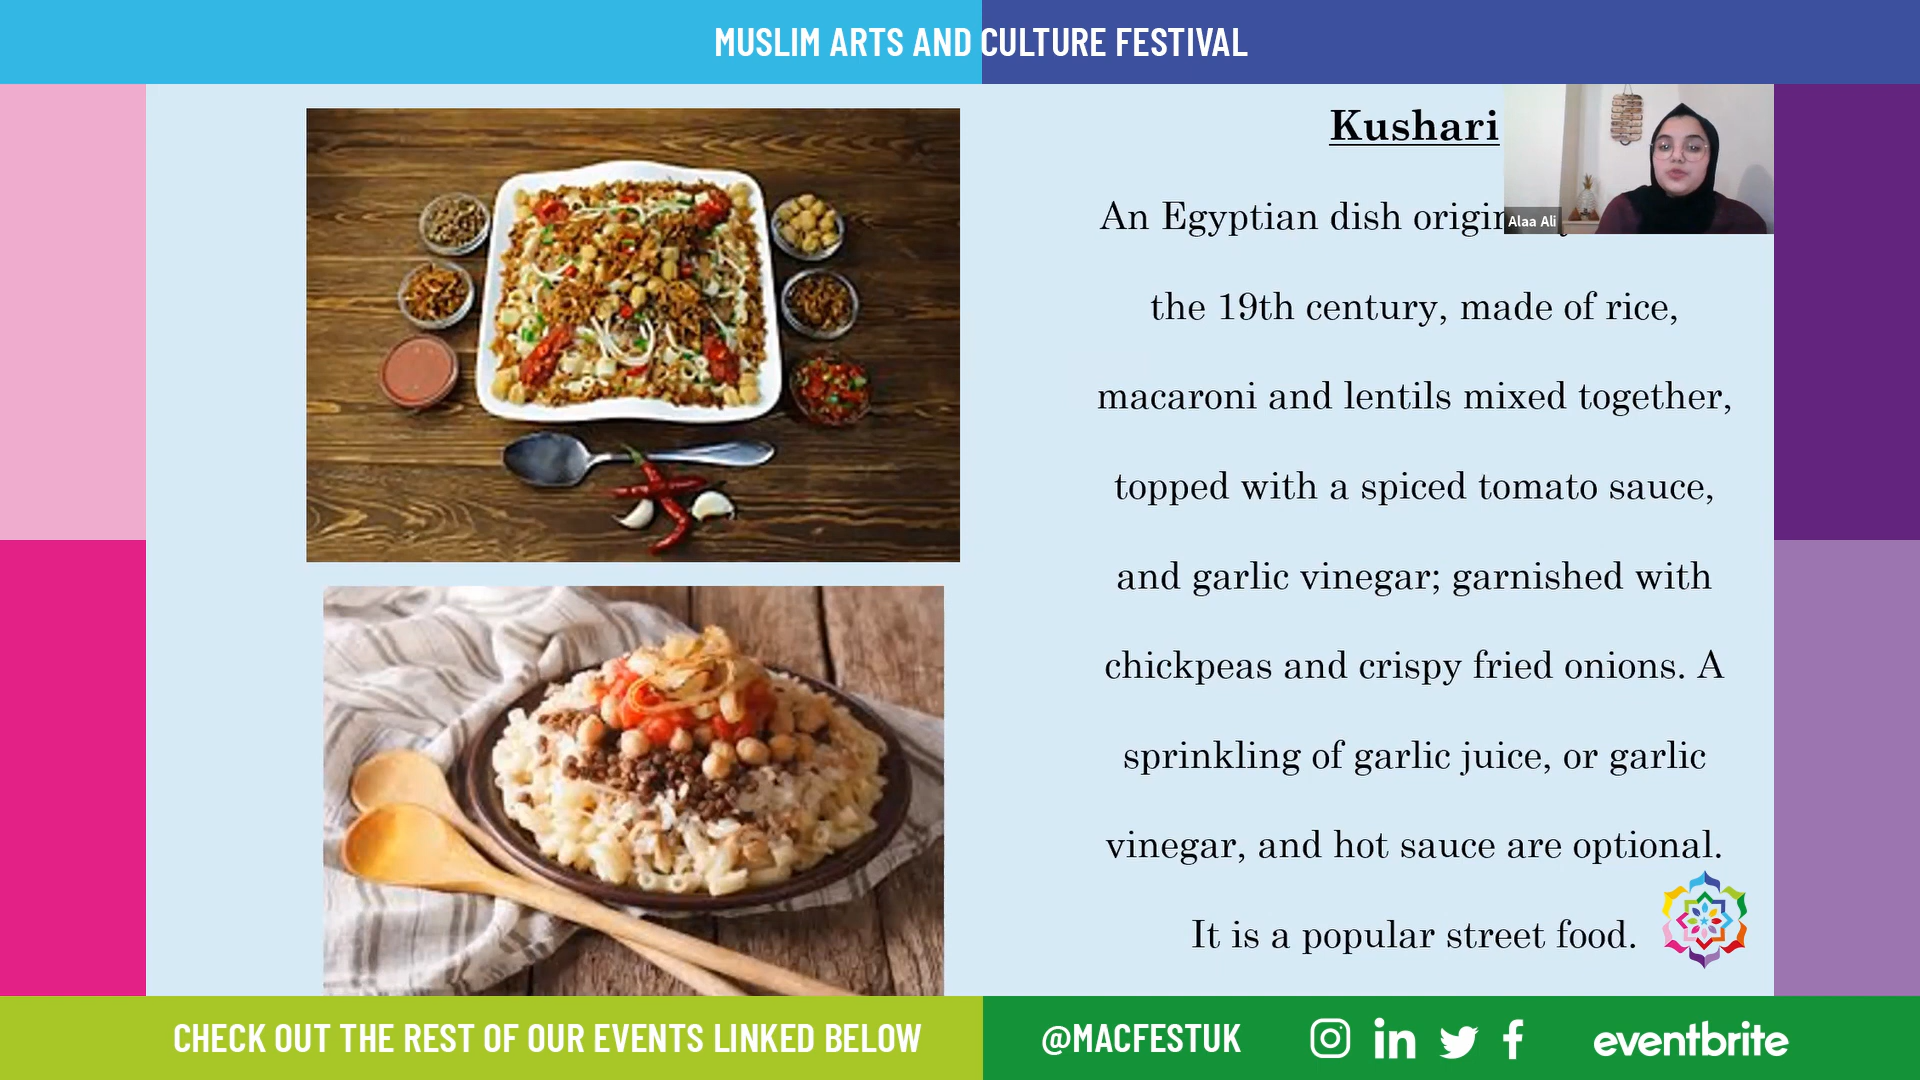 MUSLIM ARTS AND CULTURE FESTIVAL
Kushari
An Egyptian dish
the 19th century, made of rice,
macaroni and lentils mixed together,
topped with a spiced tomato sauce,
and garlic vinegar; garnished with
chickpeas and crispy fried onions. A
sprinkling of garlic juice, or garlic
vinegar, and hot sauce are optional.
It is a popular street food.
Alaa Ali
CHECK OUT THE REST OF OUR EVENTS LINKED BELOW
@MACFESTUK
eventbrite